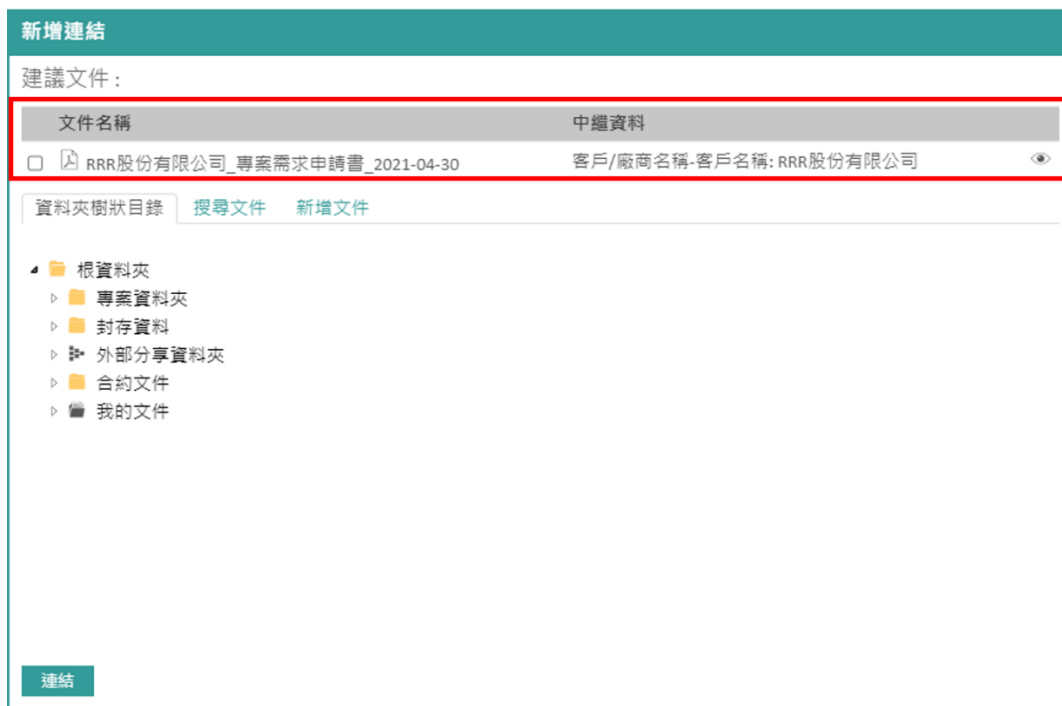 新增連結
建議文件 :
文件名稱 中繼資料
RRR股份有限公司_專案需求申請書_2021-04-30 客戶/廠商名稱-客戶名稱: RRR股份有限公司
資料夾樹狀目錄 搜尋文件 新增文件
根資料夾
專案資料夾
封存資料
外部分享資料夾
合約文件
我的文件
連結